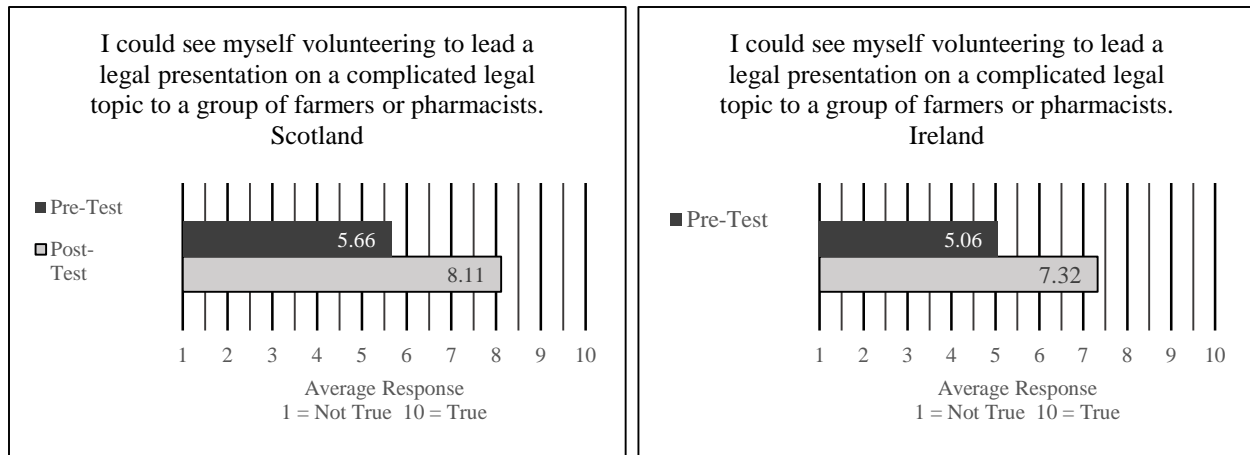 I could see myself volunteering to lead a
legal presentation on a complicated legal
topic to a group of farmers or pharmacists.
Scotland
Pre-Test
Post-
Test
5.66
8.11
1 2 3 4 5 6 7 8 9 10
Average Response
1 = Not True 10 = True
I could see myself volunteering to lead a
legal presentation on a complicated legal
topic to a group of farmers or pharmacists.
Ireland
Pre-Test
5.06
7.32
1 2 3 4 5 6 7 8 9 10
Average Response
1 = Not True 10 = True